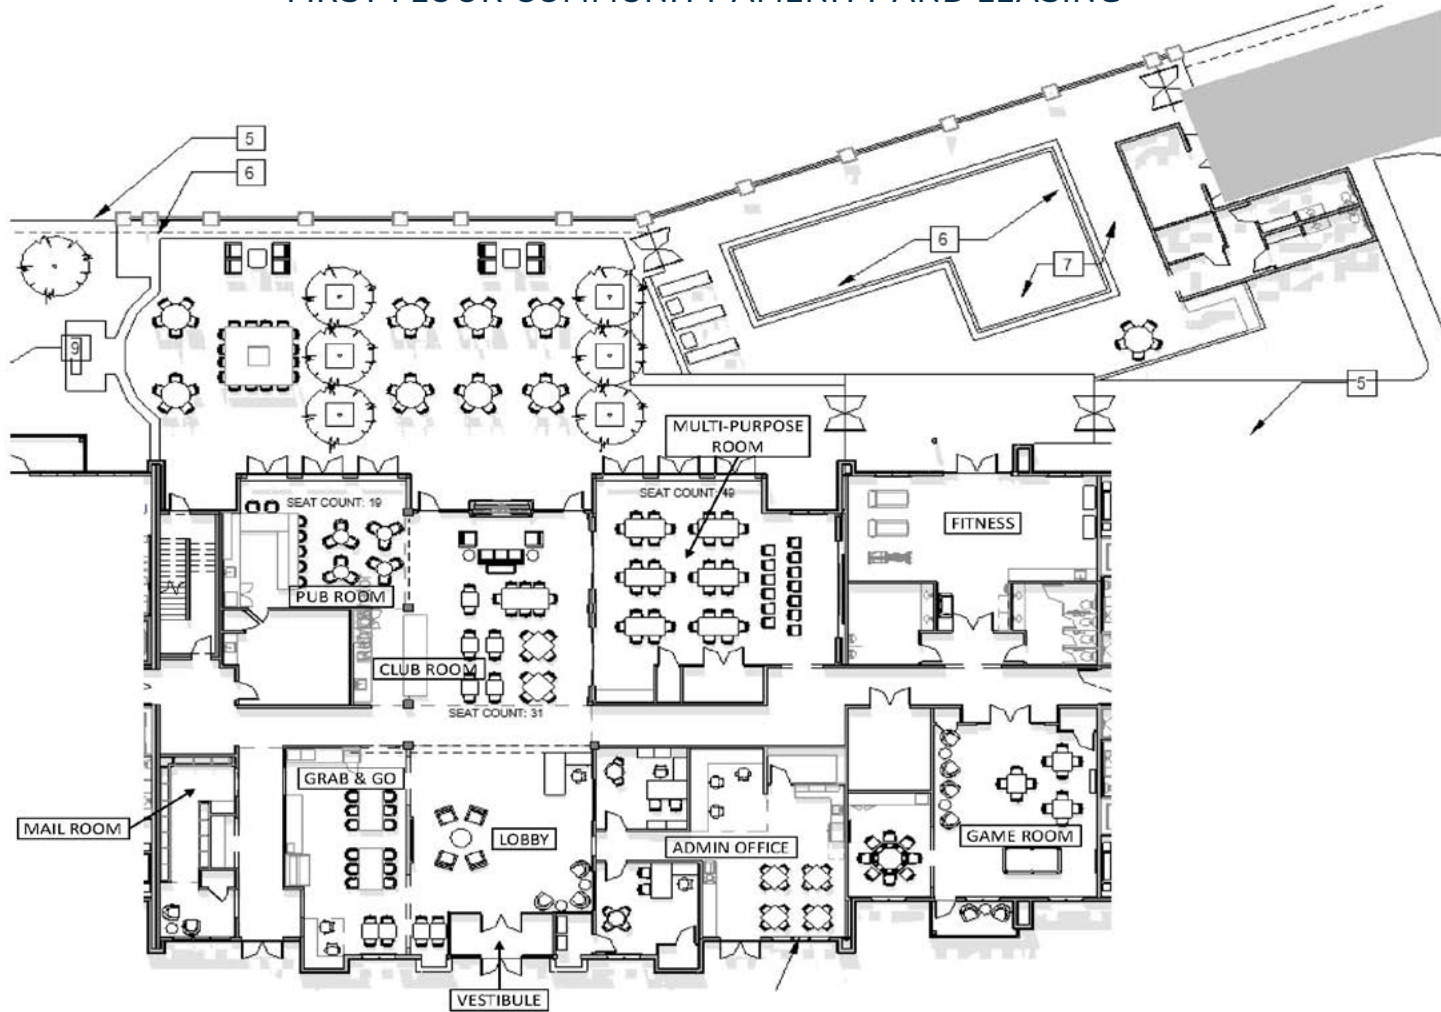 FIRST FLOOR COMMUNITY AMENITY AND LEASING
5
6
6
7
9
5
MULTI-PURPOSE
ROOM
SEAT COUNT: 19
SEAT COUNT: 49
FITNESS
PUB ROOM
CLUB ROOM
SEAT COUNT: 31
GRAB & GO
MAIL ROOM
LOBBY
ADMIN OFFICE
GAME ROOM
VESTIBULE